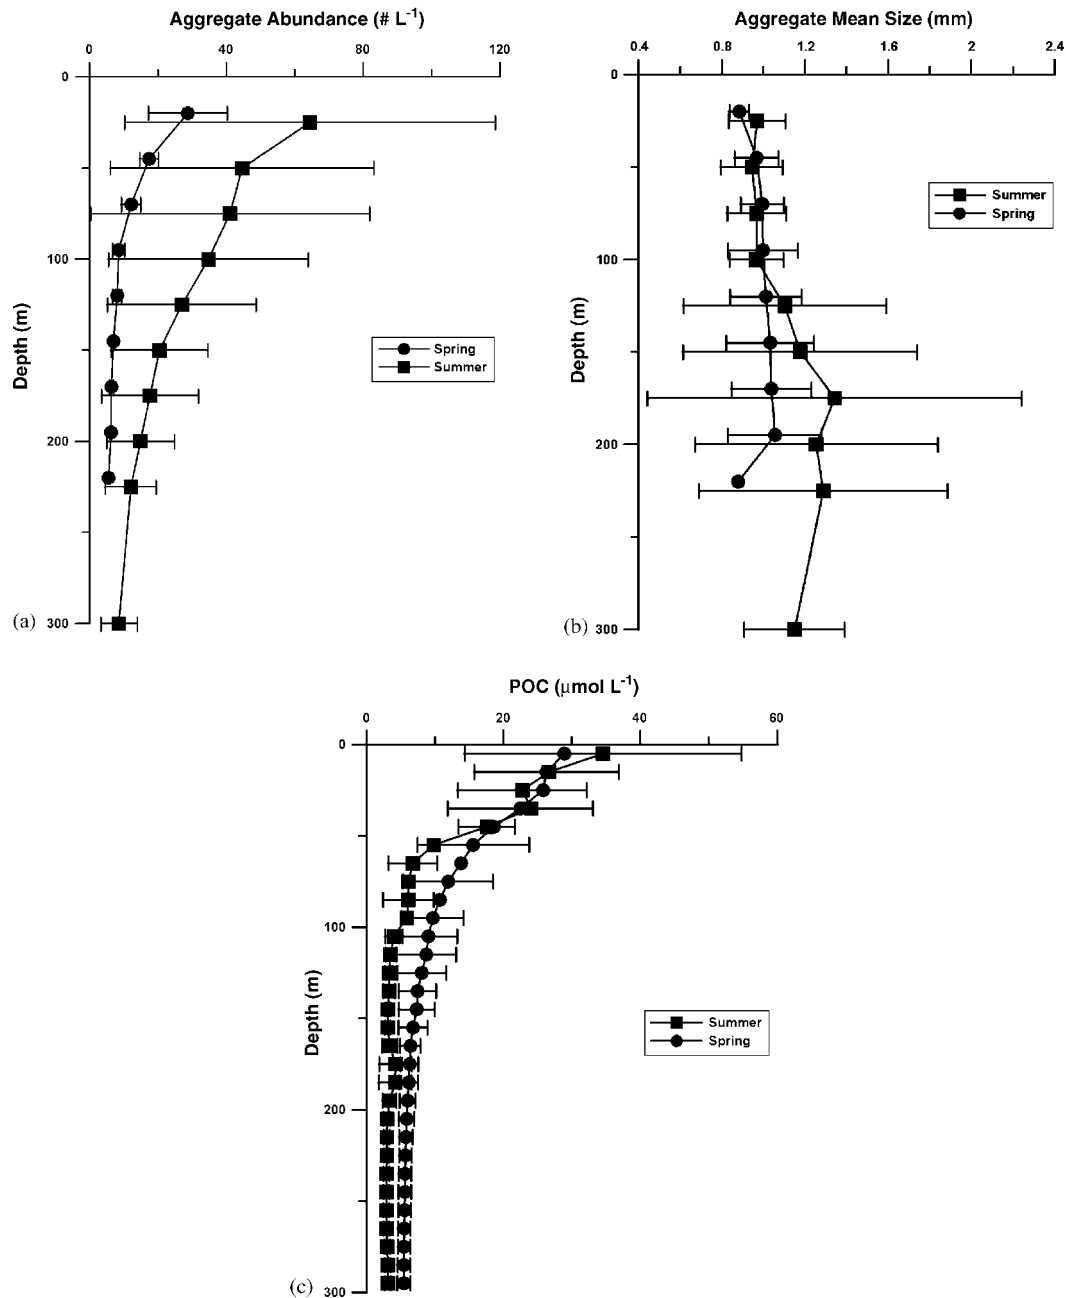 Aggregate Abundance (# L⁻¹)
0 40 80 120
0
100
200
300
Depth (m)
Spring
Summer
(a)
Aggregate Mean Size (mm)
0.4 0.8 1.2 1.6 2 2.4
0
100
200
300
Depth (m)
Summer
Spring
(b)
POC (μmol L⁻¹)
0 20 40 60
0
100
200
300
Depth (m)
Summer
Spring
(c)